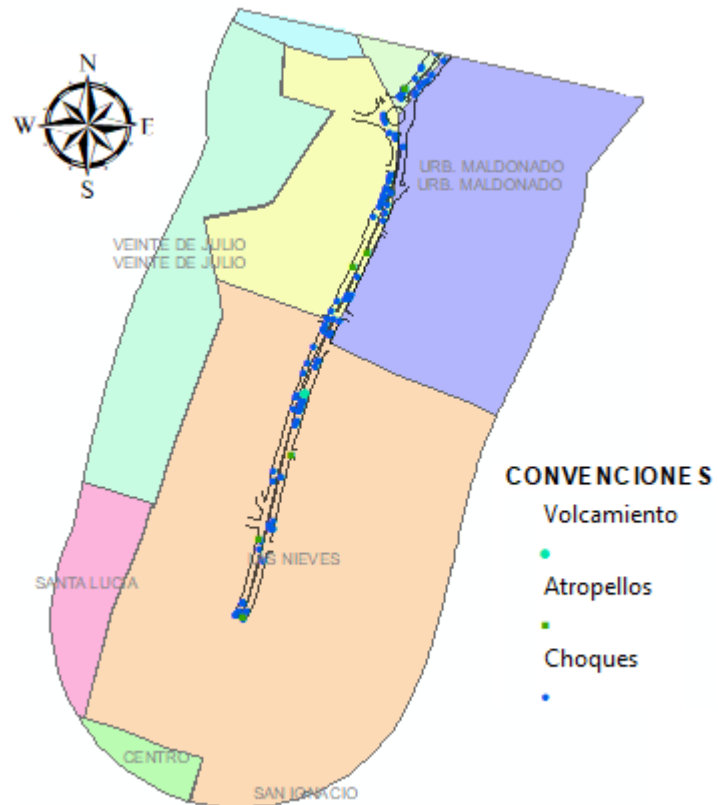 N
W E
S
URB. MALDONADO
URB. MALDONADO
VEINTE DE JULIO
VEINTE DE JULIO
CONVENCIONES
Volcamiento
Atropellos
Choques
LAS NIEVES
SANTA LUCIA
CENTRO
SAN IGNACIO